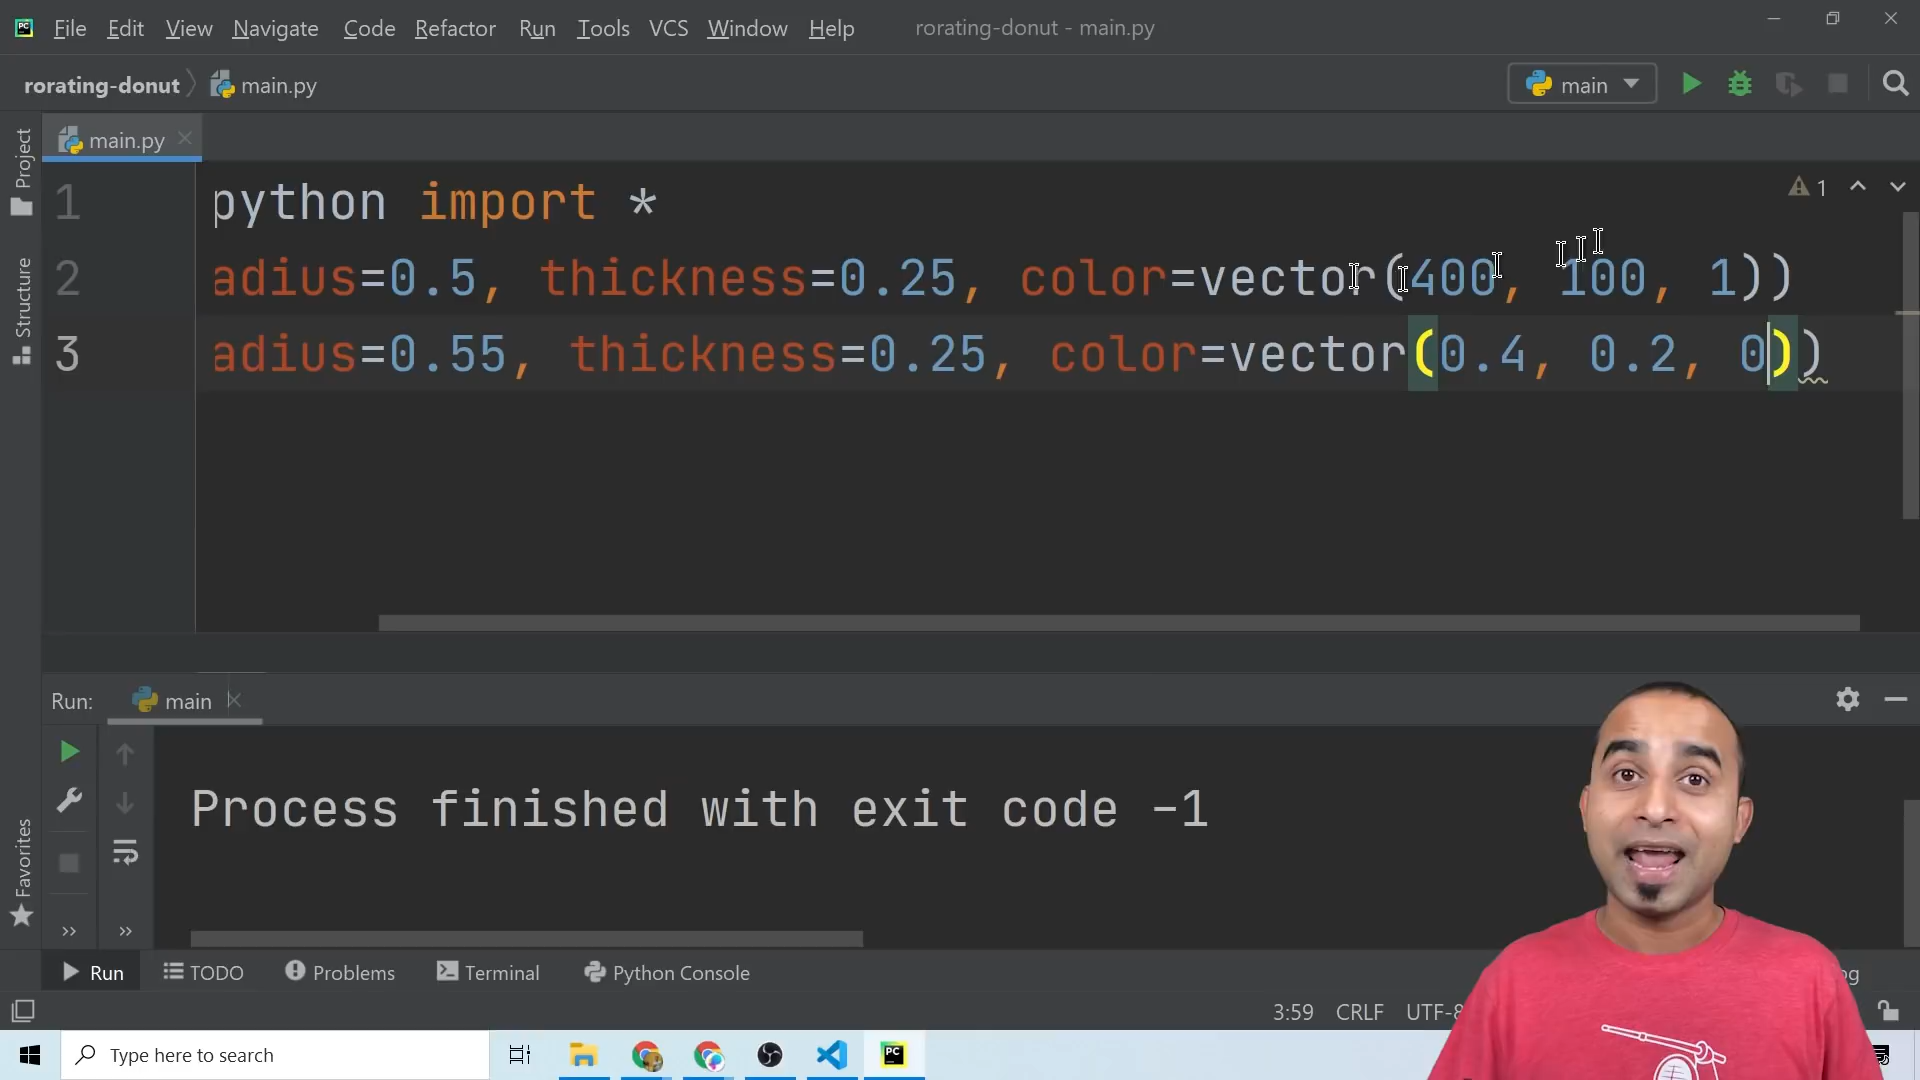 File Edit View Navigate Code Refactor Run Tools VCS Window Help rorating-donut - main.py
rorating-donut main.py main
main.py
1 python import *
1
2 adius=0.5, thickness=0.25, color=vector(400, 100, 1))
3 adius=0.55, thickness=0.25, color=vector(0.4, 0.2, 0))
Project
Structure
Favorites
Run: main
Process finished with exit code -1
Run TODO Problems Terminal Python Console
3:59 CRLF UTF-8
Type here to search